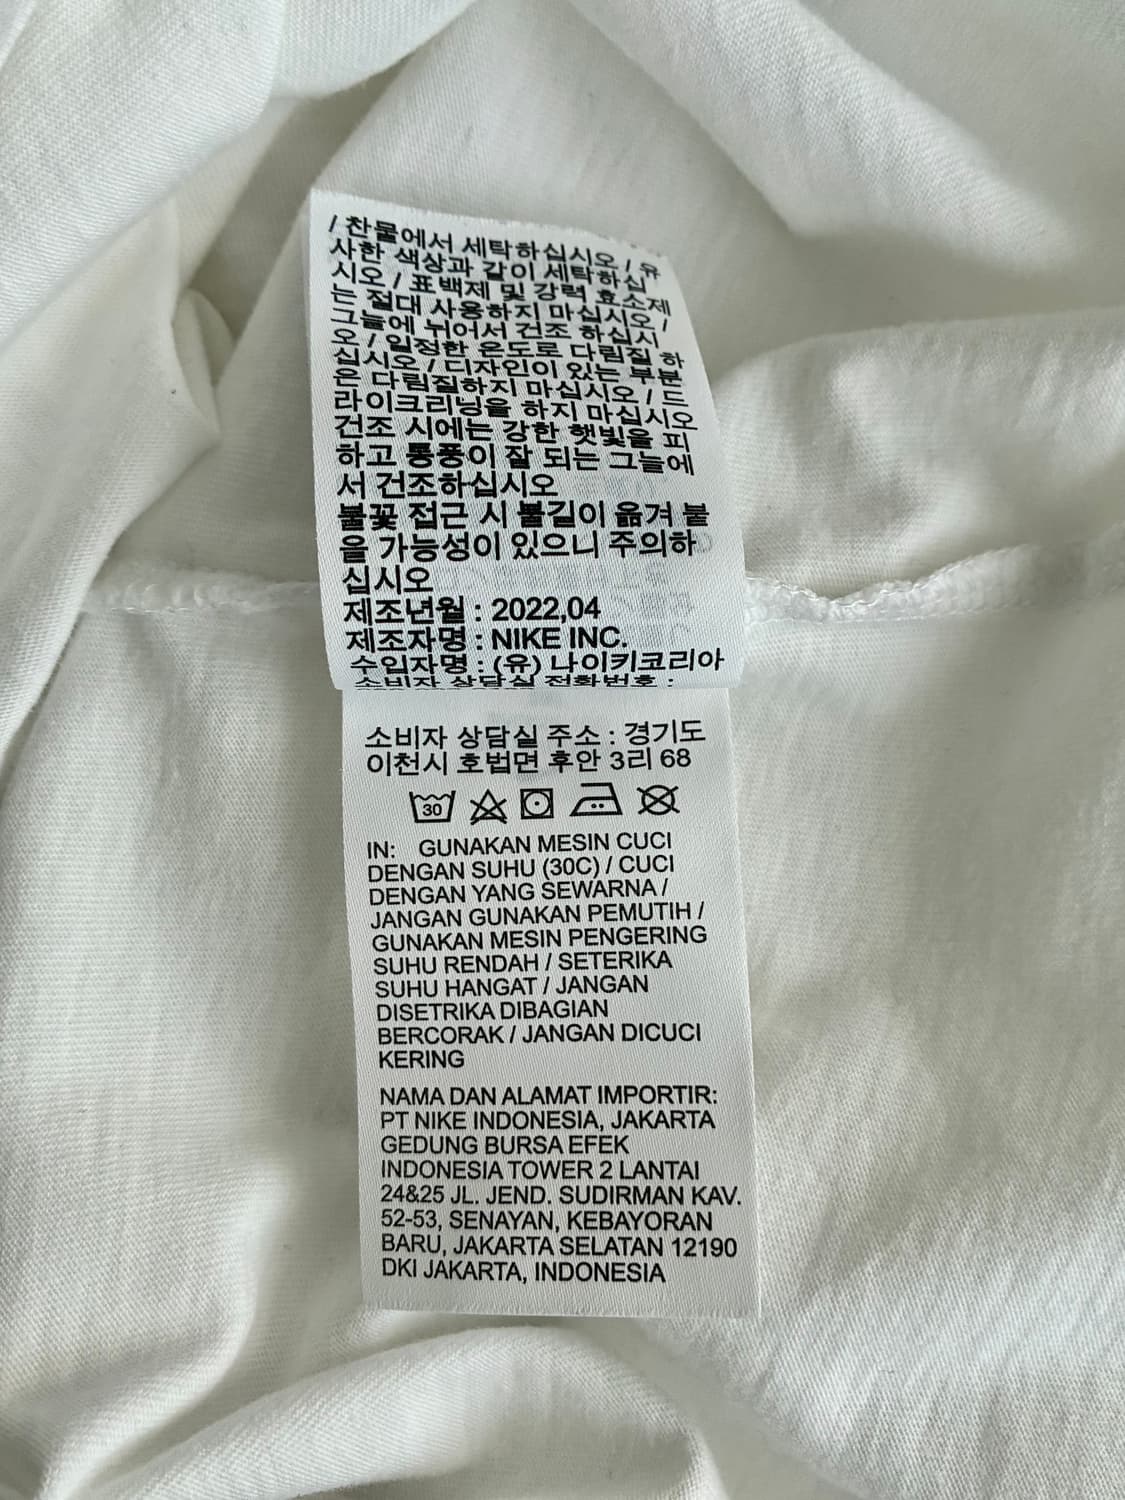 / 찬물에서 세탁하십시오 / 유
사한 색상과 같이 세탁하십
시오 / 표백제 및 강력 효소제
는 절대 사용하지 마십시오 /
그늘에 뉘어서 건조 하십시
오 / 일정한 온도로 다림질 하
십시오 / 디자인이 있는 부분
은 다림질하지 마십시오 / 드
라이크리닝을 하지 마십시오
건조 시에는 강한 햇빛을 피
하고 통풍이 잘 되는 그늘에
서 건조하십시오
불꽃 접근 시 불길이 옮겨 붙
을 가능성이 있으니 주의하
십시오
제조년월 : 2022,04
제조자명 : NIKE INC.
수입자명 : (유) 나이키코리아
소비자 상담실 전화번호 :
소비자 상담실 주소 : 경기도
이천시 호법면 후안 3리 68
30
IN: GUNAKAN MESIN CUCI
DENGAN SUHU (30C) / CUCI
DENGAN YANG SEWARNA /
JANGAN GUNAKAN PEMUTIH /
GUNAKAN MESIN PENGERING
SUHU RENDAH / SETERIKA
SUHU HANGAT / JANGAN
DISETRIKA DIBAGIAN
BERCORAK / JANGAN DICUCI
KERING
NAMA DAN ALAMAT IMPORTIR:
PT NIKE INDONESIA, JAKARTA
GEDUNG BURSA EFEK
INDONESIA TOWER 2 LANTAI
24&25 JL. JEND. SUDIRMAN KAV.
52-53, SENAYAN, KEBAYORAN
BARU, JAKARTA SELATAN 12190
DKI JAKARTA, INDONESIA